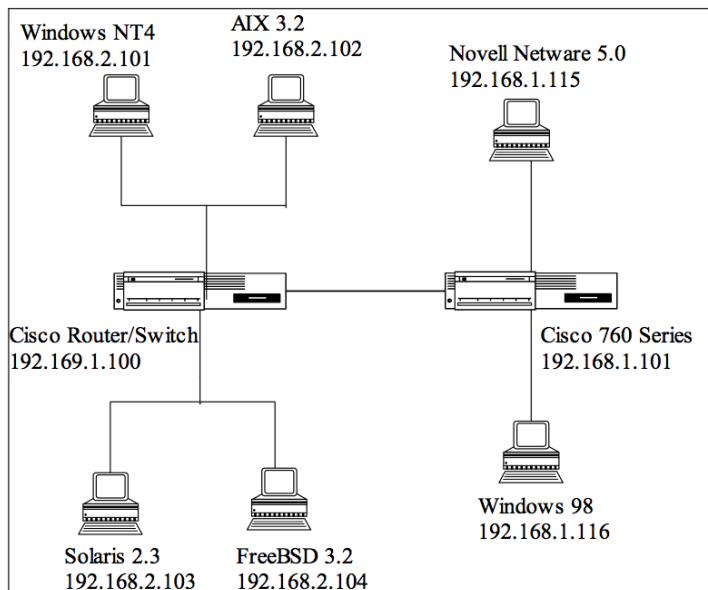 Windows NT4
192.168.2.101
AIX 3.2
192.168.2.102
Novell Netware 5.0
192.168.1.115
Cisco Router/Switch
192.169.1.100
Cisco 760 Series
192.168.1.101
Solaris 2.3
192.168.2.103
FreeBSD 3.2
192.168.2.104
Windows 98
192.168.1.116